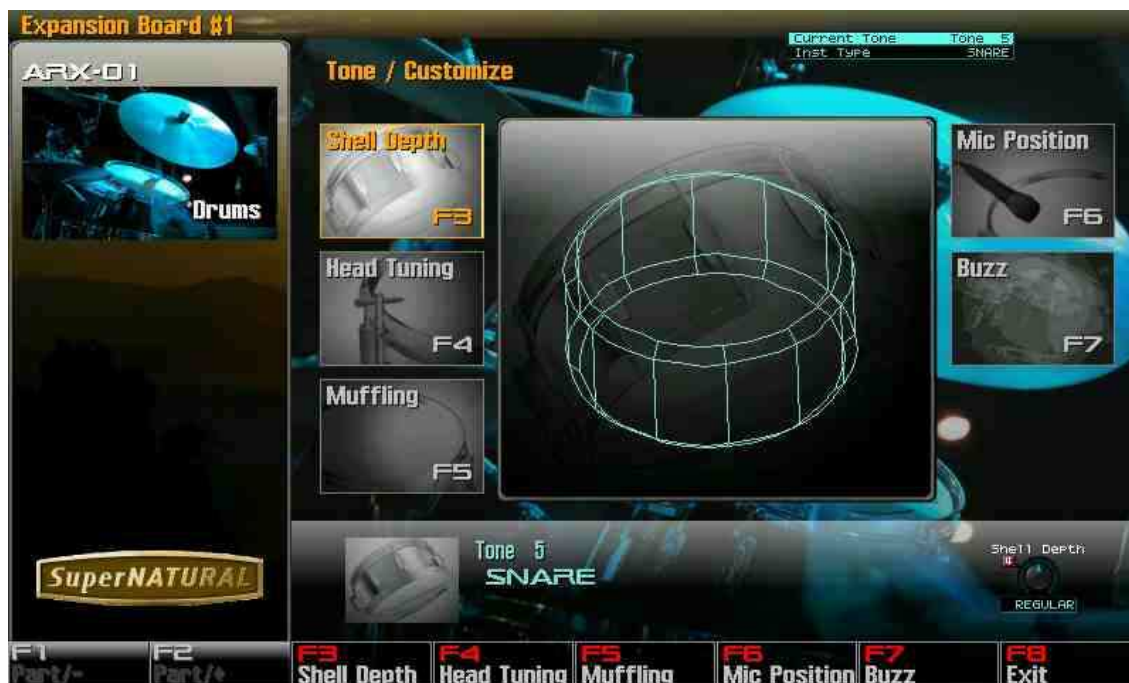 Expansion Board #1
Current Tone Tone 5
Inst Type SNARE
ARX-01
Drums
Tone / Customize
Shell Depth
F3
Head Tuning
F4
Muffling
F5
Mic Position
F6
Buzz
F7
SuperNATURAL
Tone 5
SNARE
Shell Depth
REGULAR
F1
Part/-
F2
Part/+
F3
Shell Depth
F4
Head Tuning
F5
Muffling
F6
Mic Position
F7
Buzz
F8
Exit